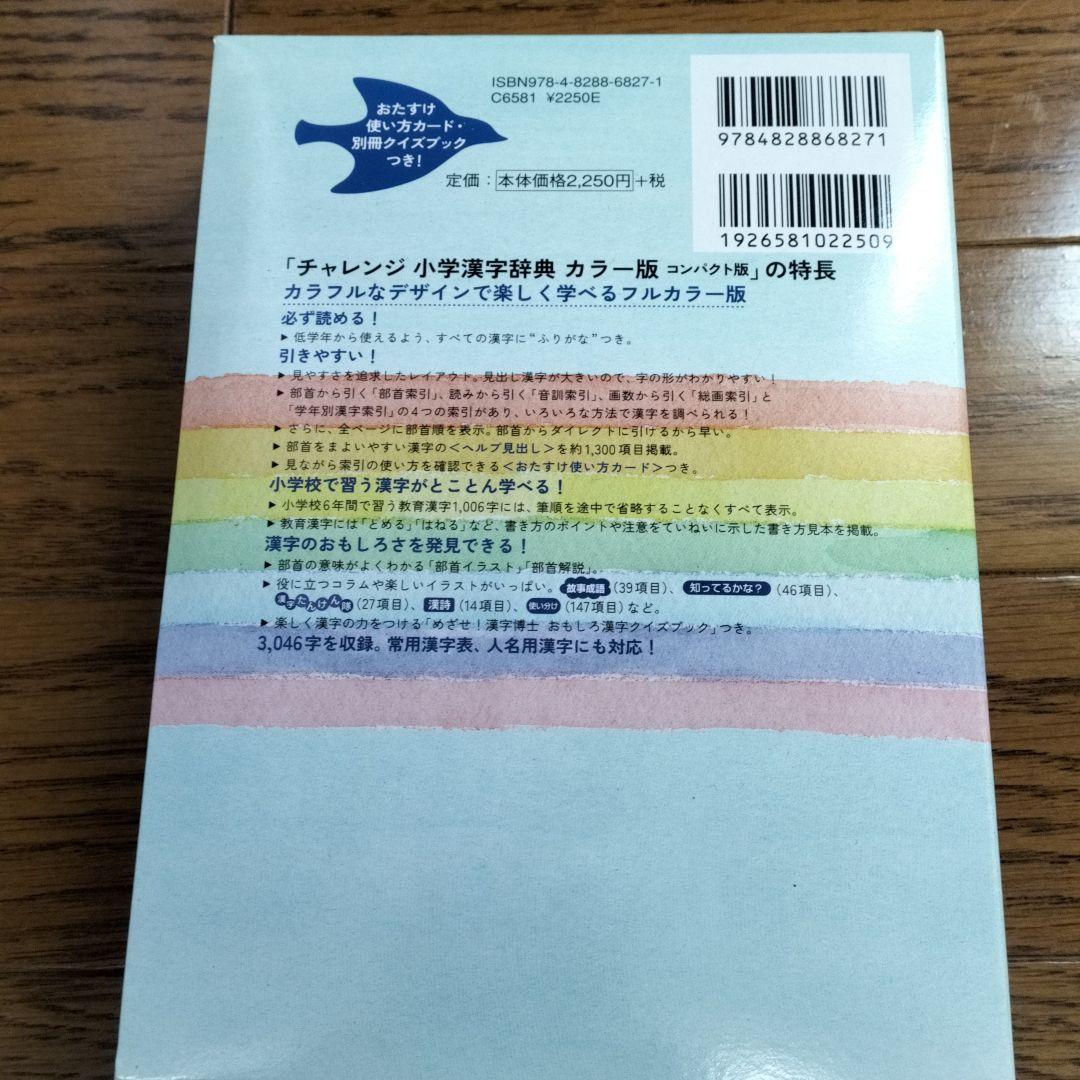 おたすけ
使い方カード・
別冊クイズブック
つき！
ISBN978-4-8288-6827-1
C6581 ¥2250E
定価：本体価格2,250円+税
9784828868271
1926581022509
「チャレンジ 小学漢字辞典 カラー版 コンパクト版」の特長
カラフルなデザインで楽しく学べるフルカラー版
必ず読める！
▶低学年から使えるよう、すべての漢字に“ふりがな”つき。
引きやすい！
▶見やすさを追求したレイアウト。見出し漢字が大きいので、字の形がわかりやすい！
▶部首から引く「部首索引」、読みから引く「音訓索引」、画数から引く「総画索引」と
「学年別漢字索引」の4つの索引があり、いろいろな方法で漢字を調べられる！
▶さらに、全ページに部首順を表示。部首からダイレクトに引けるから早い。
▶部首をまよいやすい漢字の＜ヘルプ見出し＞を約1,300項目掲載。
▶見ながら索引の使い方を確認できる＜おたすけ使い方カード＞つき。
小学校で習う漢字がとことん学べる！
▶小学校6年間で習う教育漢字1,006字には、筆順を途中で省略することなくすべて表示。
▶教育漢字には「とめる」「はねる」など、書き方のポイントや注意をていねいに示した書き方見本を掲載。
漢字のおもしろさを発見できる！
▶部首の意味がよくわかる「部首イラスト」「部首解説」。
▶役に立つコラムや楽しいイラストがいっぱい。故事成語（39項目）、知ってるかな？（46項目）、
漢字たんけん隊（27項目）、漢詩（14項目）、使い分け（147項目）など。
▶楽しく漢字の力をつける「めざせ！漢字博士 おもしろ漢字クイズブック」つき。
3,046字を収録。常用漢字表、人名用漢字にも対応！